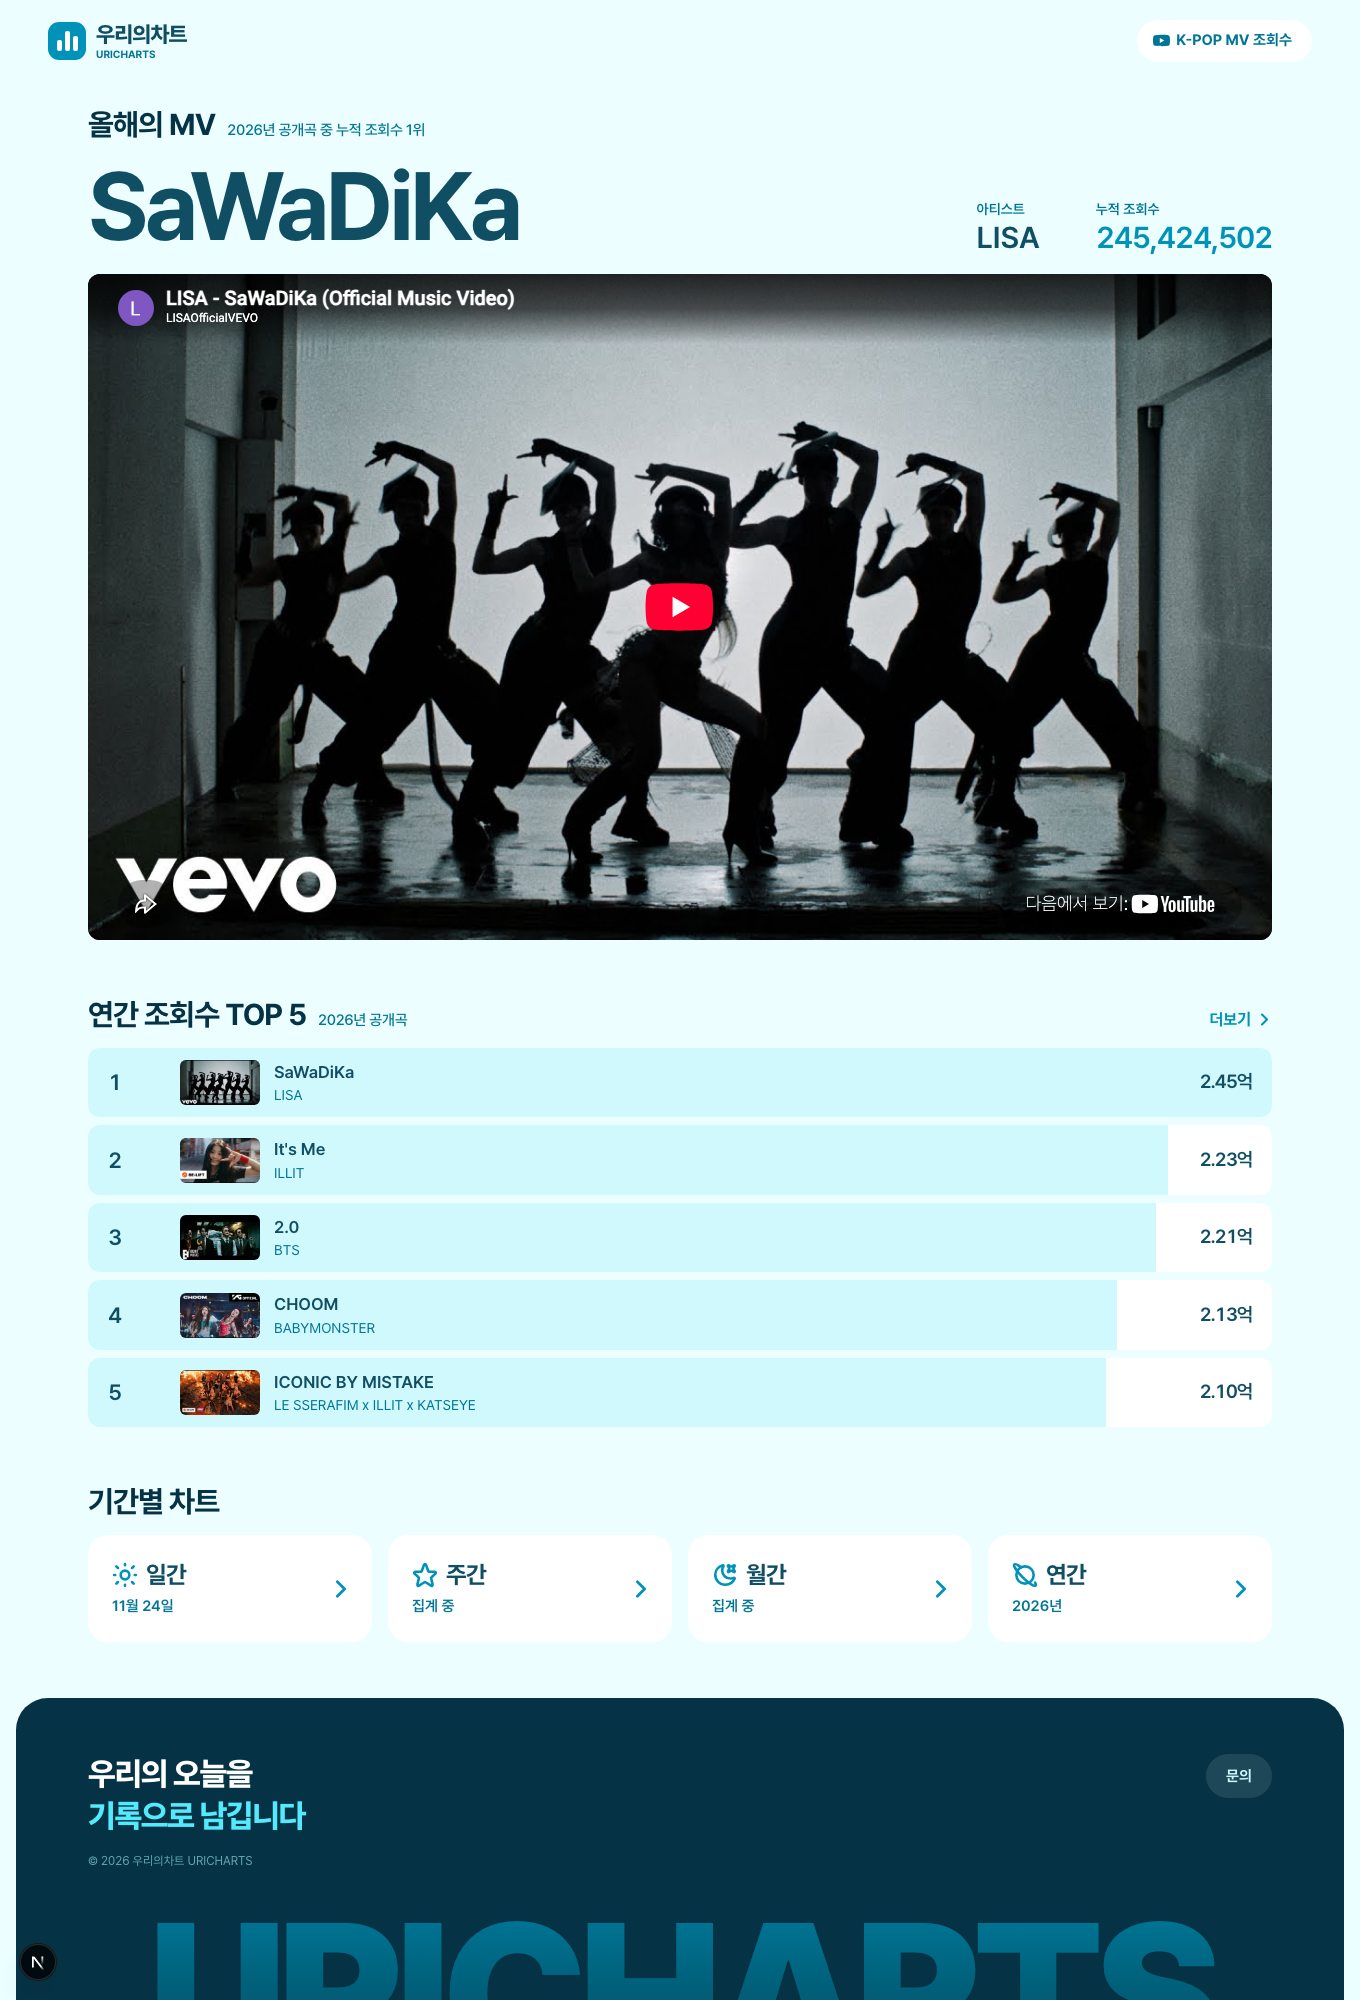 우리의차트
URICHARTS
K-POP MV 조회수
올해의 MV 2026년 공개곡 중 누적 조회수 1위
SaWaDiKa
아티스트
LISA
누적 조회수
245,424,502
L
LISA - SaWaDiKa (Official Music Video)
LISAOfficialVEVO
vevo
다음에서 보기: YouTube
연간 조회수 TOP 5 2026년 공개곡
더보기
1
SaWaDiKa
LISA
2.45억
2
It's Me
ILLIT
2.23억
3
2.0
BTS
2.21억
4
CHOOM
BABYMONSTER
2.13억
5
ICONIC BY MISTAKE
LE SSERAFIM x ILLIT x KATSEYE
2.10억
기간별 차트
일간
11월 24일
주간
집계 중
월간
집계 중
연간
2026년
우리의 오늘을
기록으로 남깁니다
문의
© 2026 우리의차트 URICHARTS
URICHARTS
N